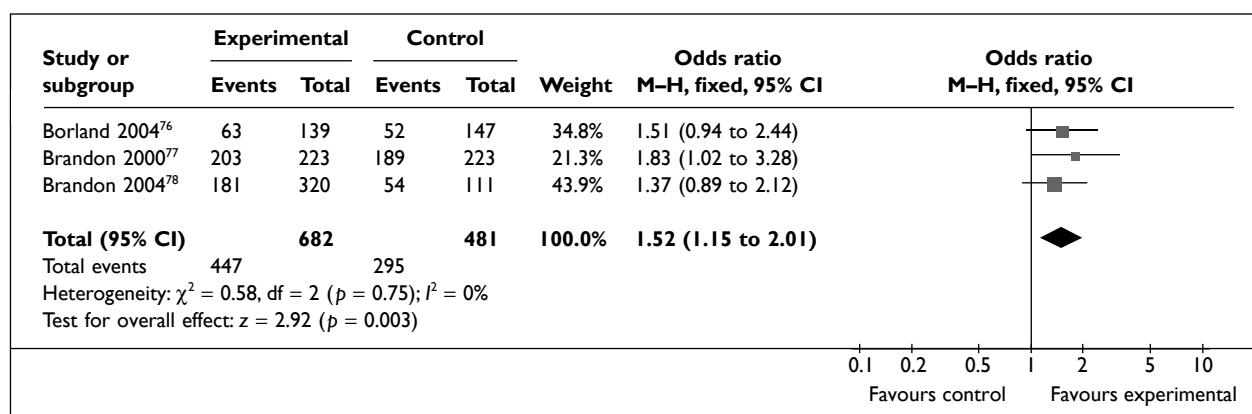 Experimental Control
Study or subgroup Events Total Events Total Weight Odds ratio M–H, fixed, 95% CI Odds ratio M–H, fixed, 95% CI
Borland 2004⁷⁶ 63 139 52 147 34.8% 1.51 (0.94 to 2.44)
Brandon 2000⁷⁷ 203 223 189 223 21.3% 1.83 (1.02 to 3.28)
Brandon 2004⁷⁸ 181 320 54 111 43.9% 1.37 (0.89 to 2.12)
Total (95% CI) 682 481 100.0% 1.52 (1.15 to 2.01)
Total events 447 295
Heterogeneity: χ² = 0.58, df = 2 (p = 0.75); I² = 0%
Test for overall effect: z = 2.92 (p = 0.003)
0.1 0.2 0.5 1 2 5 10
Favours control Favours experimental